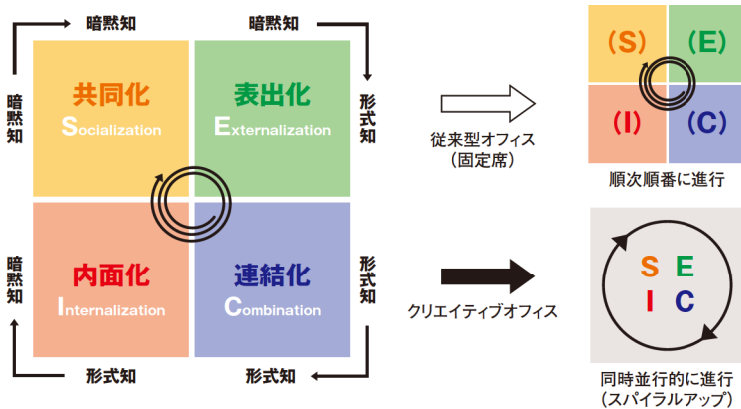 暗黙知
暗黙知
暗黙知
形式知
共同化
Socialization
表出化
Externalization
内面化
Internalization
連結化
Combination
暗黙知
形式知
形式知
形式知
従来型オフィス
(固定席)
(S)
(E)
(I)
(C)
順次順番に進行
クリエイティブオフィス
S E
I C
同時並行的に進行
(スパイラルアップ)